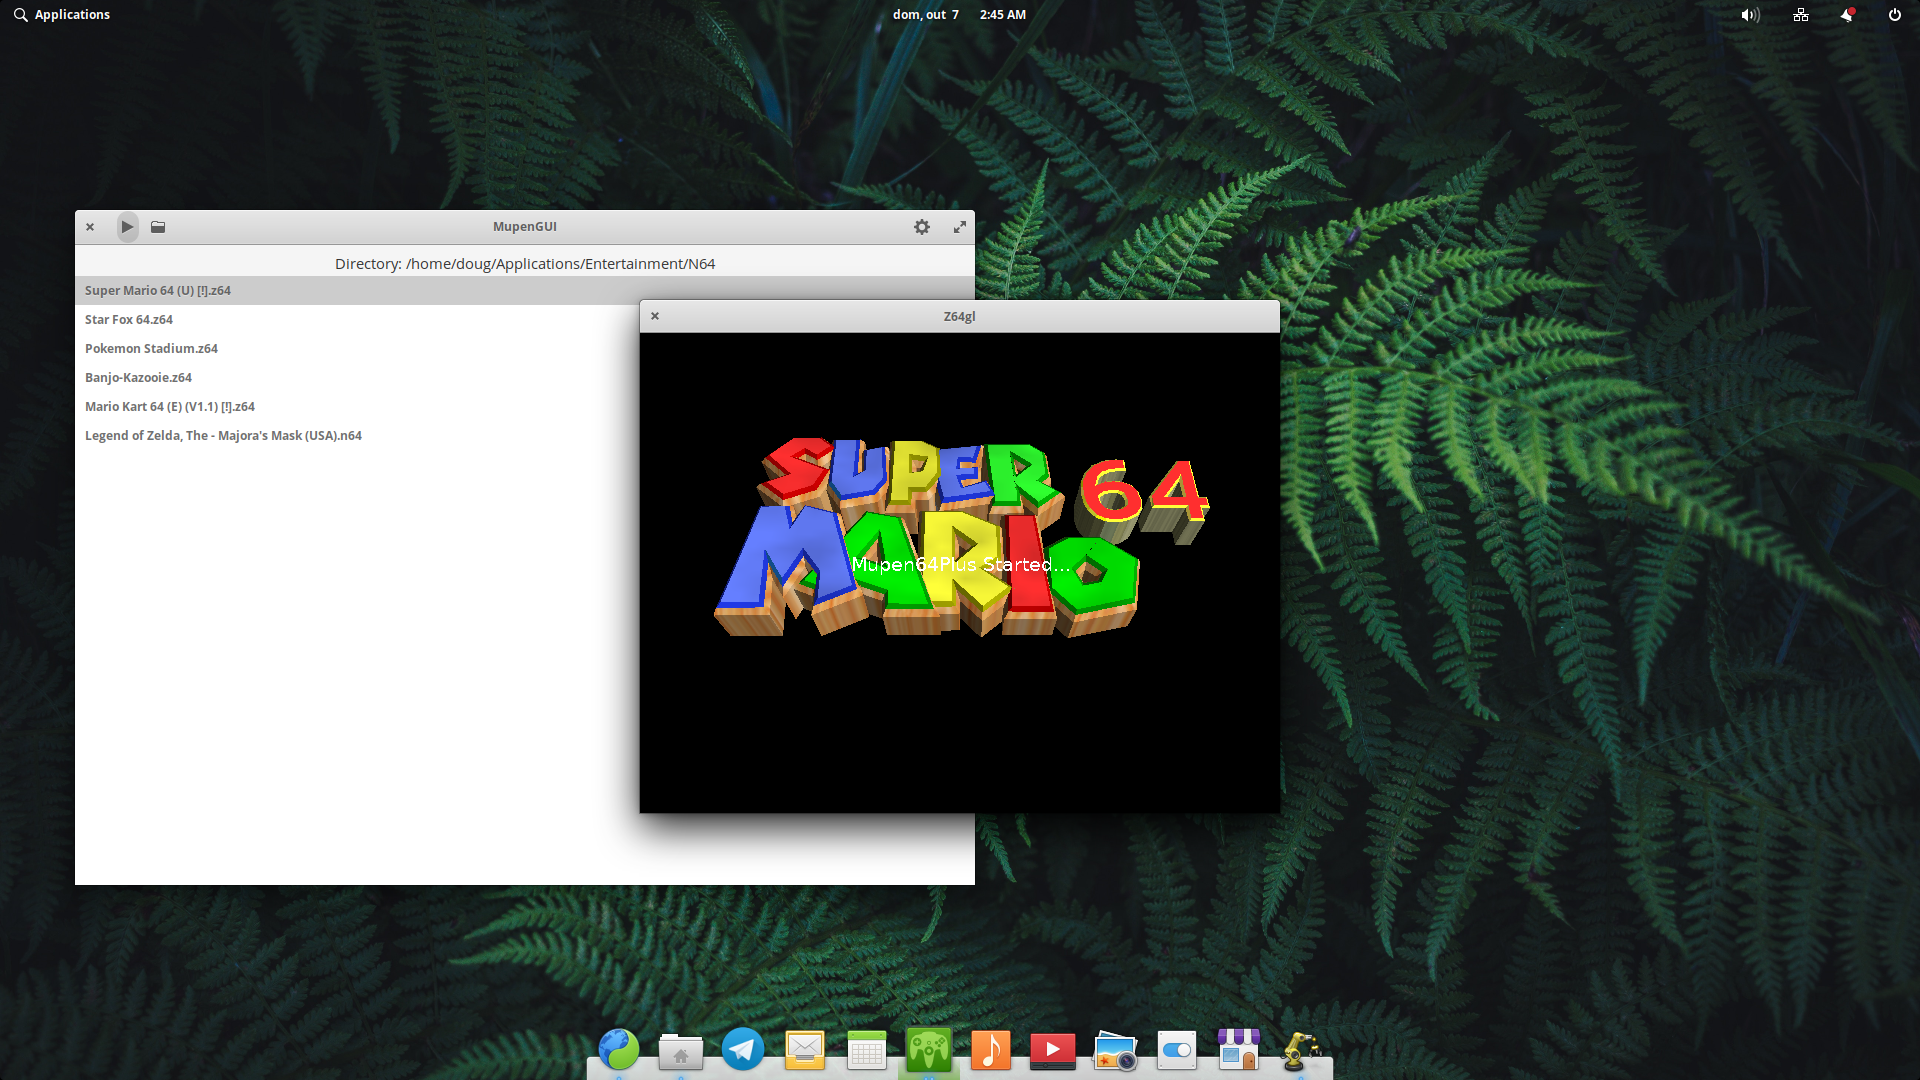 Applications
dom, out 7 2:45 AM
MupenGUI
Directory: /home/doug/Applications/Entertainment/N64
Super Mario 64 (U) [!].z64
Star Fox 64.z64
Pokemon Stadium.z64
Banjo-Kazooie.z64
Mario Kart 64 (E) (V1.1) [!].z64
Legend of Zelda, The - Majora's Mask (USA).n64
Z64gl
SUPER
MARIO
64
Mupen64Plus Started...